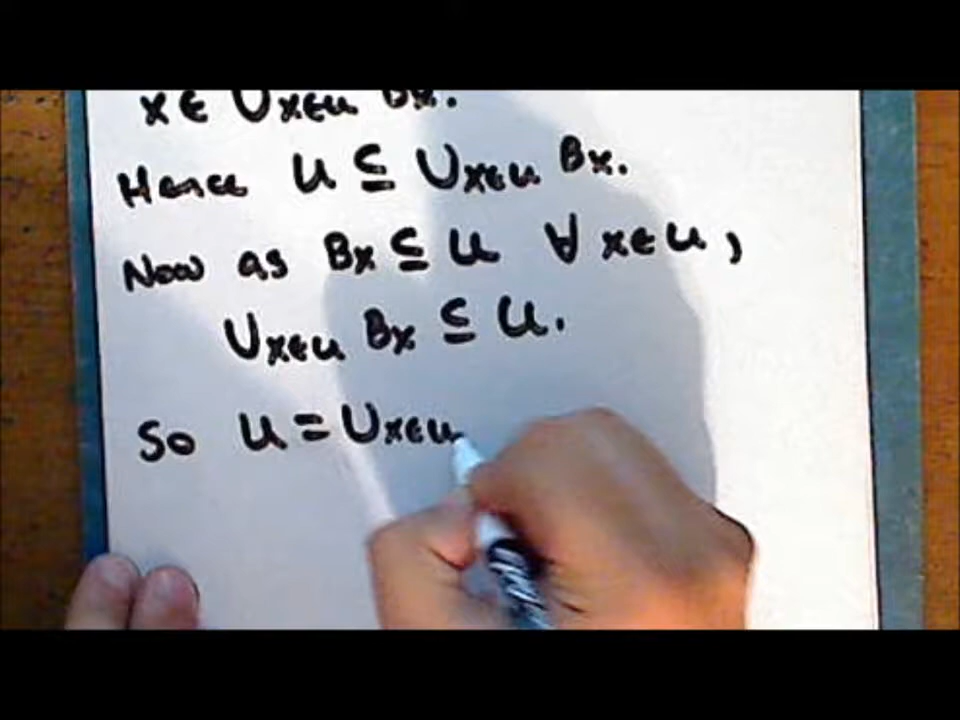 x ∈ ∪x∈u Bx.
Hence U ⊆ ∪x∈u Bx.
Now as Bx ⊆ U ∀ x∈u,
∪x∈u Bx ⊆ U.
So U = ∪x∈u